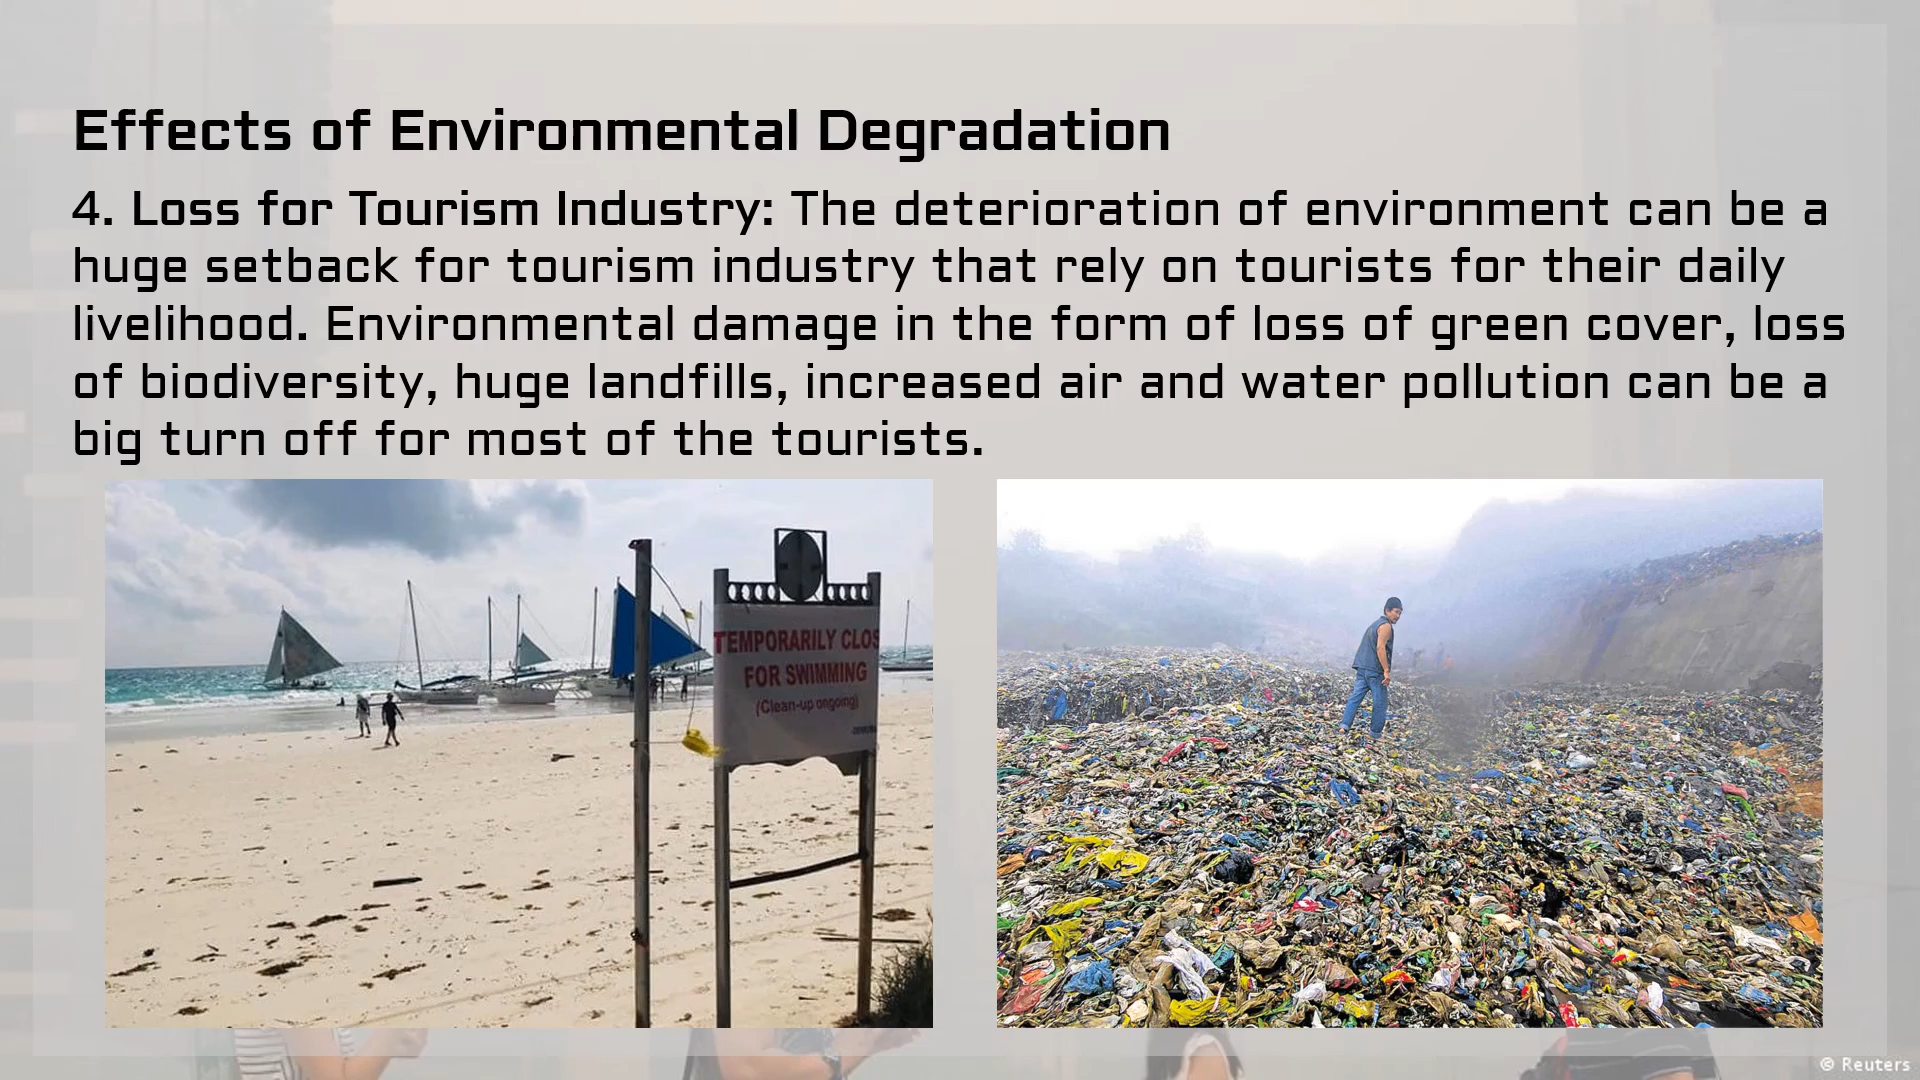 Effects of Environmental Degradation
4. Loss for Tourism Industry: The deterioration of environment can be a
huge setback for tourism industry that rely on tourists for their daily
livelihood. Environmental damage in the form of loss of green cover, loss
of biodiversity, huge landfills, increased air and water pollution can be a
big turn off for most of the tourists.
TEMPORARILY CLOS
FOR SWIMMING
(Clean-up ongoing)
© Reuters